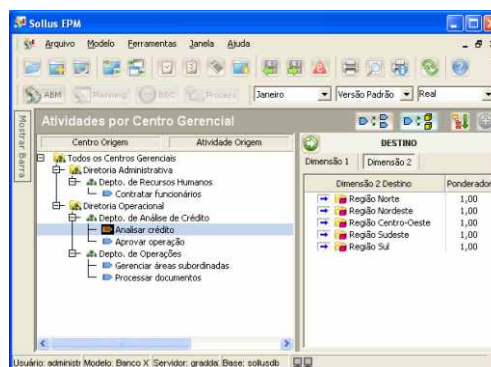 Sollus EPM
Arquivo Modelo Ferramentas Janela Ajuda
ABM Planning BSC Process Janeiro Versão Padrão Real
Mostrar Barra
Atividades por Centro Gerencial
Centro Origem Atividade Origem
Todos os Centros Gerenciais
Diretoria Administrativa
Depto. de Recursos Humanos
Contratar funcionários
Diretoria Operacional
Depto. de Análise de Crédito
Analisar crédito
Aprovar operação
Depto. de Operações
Gerenciar áreas subordinadas
Processar documentos
DESTINO
Dimensão 1 Dimensão 2
Dimensão 2 Destino Ponderador
Região Norte 1,00
Região Nordeste 1,00
Região Centro-Oeste 1,00
Região Sudeste 1,00
Região Sul 1,00
Usuário: administr Modelo: Banco X Servidor: gradda Base: sollusdb